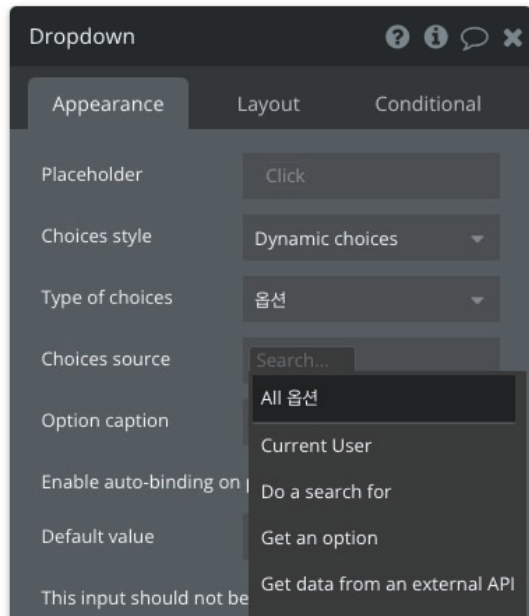 Dropdown
Appearance Layout Conditional
Placeholder Click
Choices style Dynamic choices
Type of choices 옵션
Choices source Search...
All 옵션
Option caption
Current User
Enable auto-binding on
Do a search for
Default value
Get an option
Get data from an external API
This input should not be